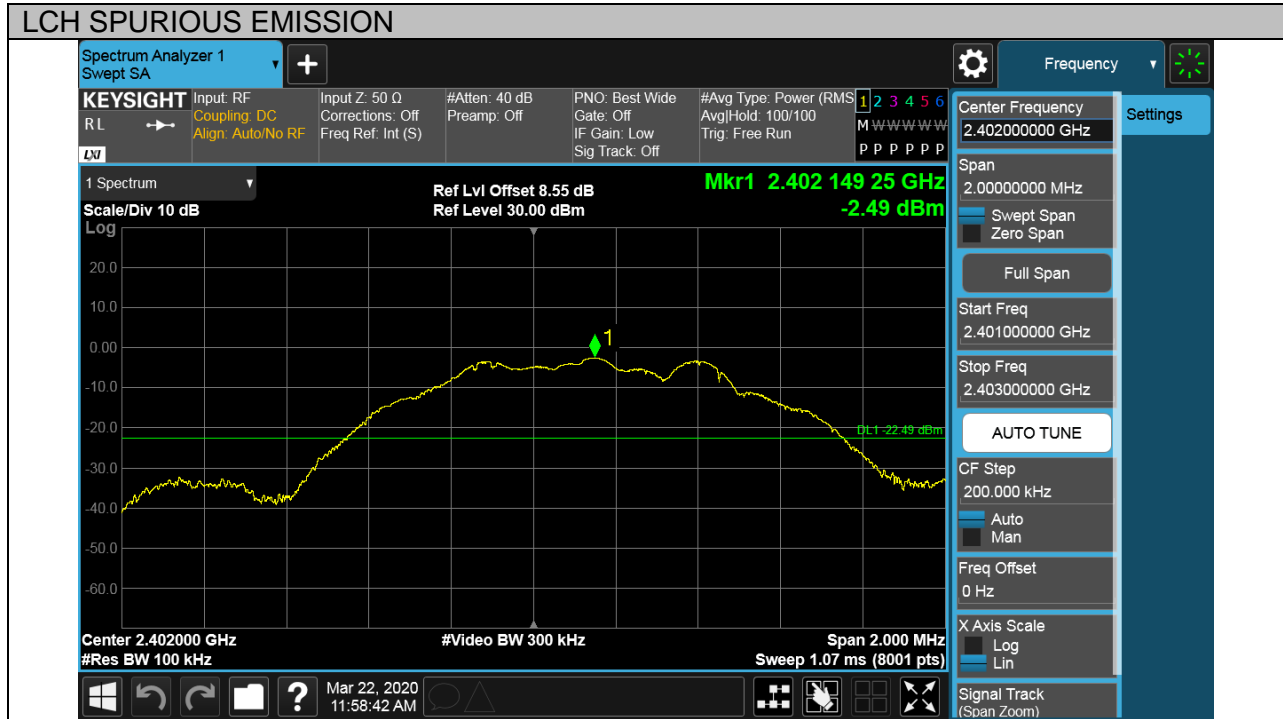 LCH SPURIOUS EMISSION
Spectrum Analyzer 1
Swept SA
Frequency
KEYSIGHT
RL
LXI
Input: RF
Coupling: DC
Align: Auto/No RF
Input Z: 50 Ω
Corrections: Off
Freq Ref: Int (S)
#Atten: 40 dB
Preamp: Off
PNO: Best Wide
Gate: Off
IF Gain: Low
Sig Track: Off
#Avg Type: Power (RMS
Avg|Hold: 100/100
Trig: Free Run
1 2 3 4 5 6
M W W W W W
P P P P P P
1 Spectrum
Scale/Div 10 dB
Ref Lvl Offset 8.55 dB
Ref Level 30.00 dBm
Mkr1 2.402 149 25 GHz
-2.49 dBm
Log
20.0
10.0
0.00
-10.0
-20.0
-30.0
-40.0
-50.0
-60.0
1
DL1 -22.49 dBm
Center 2.402000 GHz
#Res BW 100 kHz
#Video BW 300 kHz
Span 2.000 MHz
Sweep 1.07 ms (8001 pts)
Mar 22, 2020
11:58:42 AM
?
Center Frequency
2.402000000 GHz
Span
2.00000000 MHz
Swept Span
Zero Span
Full Span
Start Freq
2.401000000 GHz
Stop Freq
2.403000000 GHz
AUTO TUNE
CF Step
200.000 kHz
Auto
Man
Freq Offset
0 Hz
X Axis Scale
Log
Lin
Signal Track
(Span Zoom)
Settings